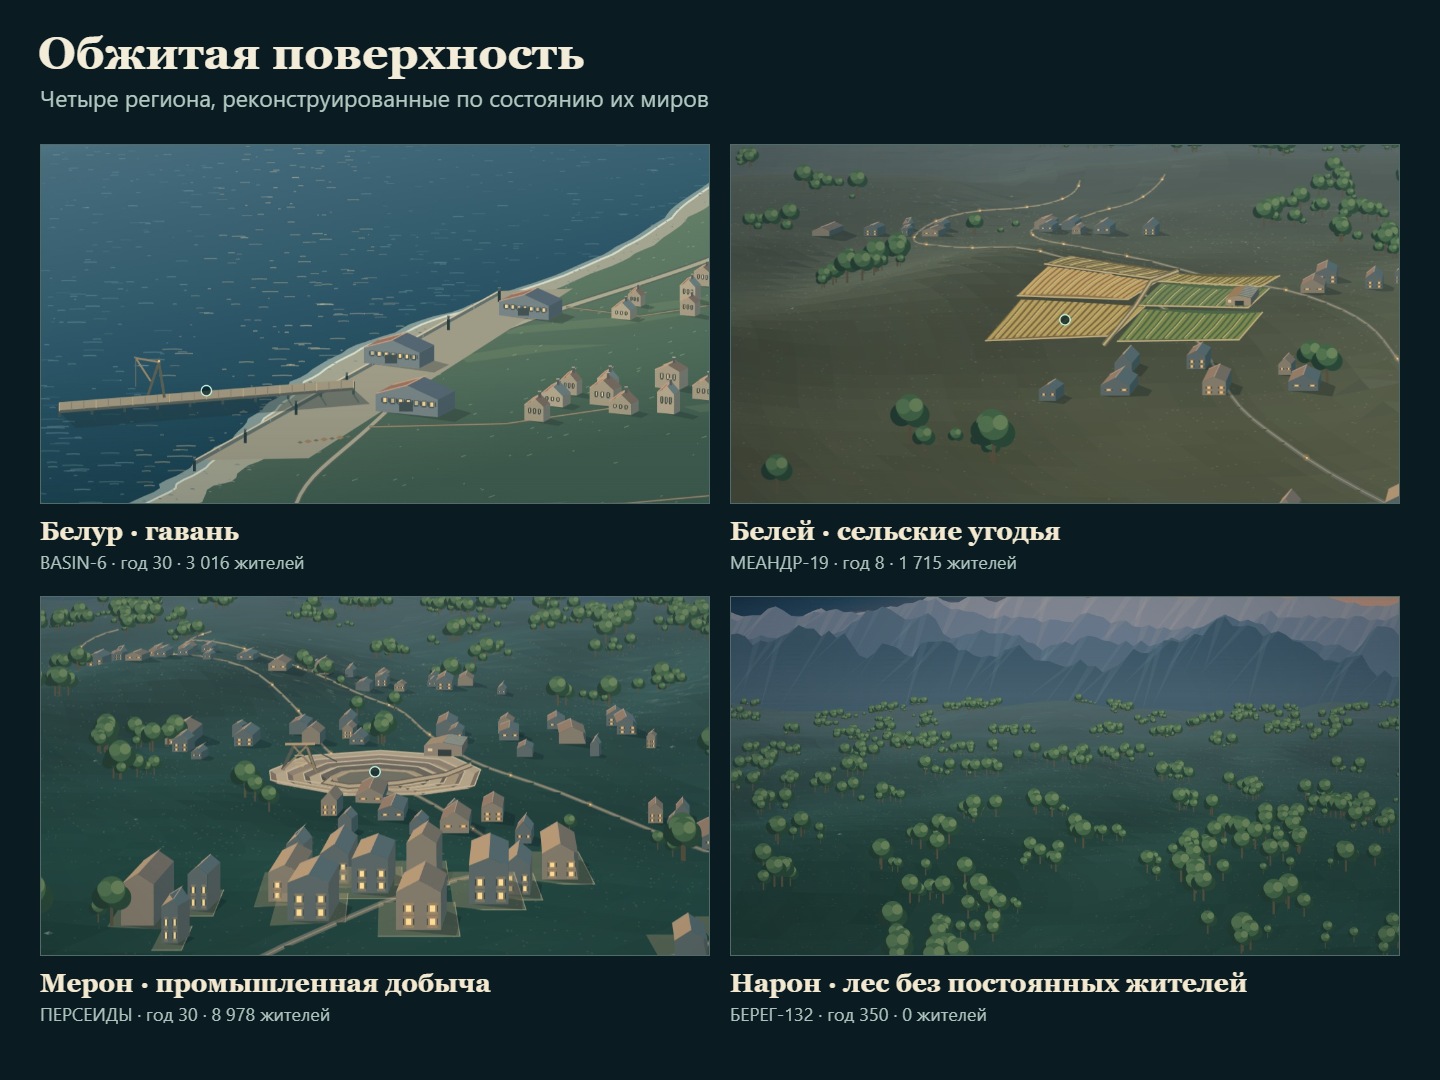 Обжитая поверхность
Четыре региона, реконструированные по состоянию их миров
Белур · гавань
BASIN-6 · год 30 · 3 016 жителей
Белей · сельские угодья
МЕАНДР-19 · год 8 · 1 715 жителей
Мерон · промышленная добыча
ПЕРСЕИДЫ · год 30 · 8 978 жителей
Нарон · лес без постоянных жителей
БЕРЕГ-132 · год 350 · 0 жителей